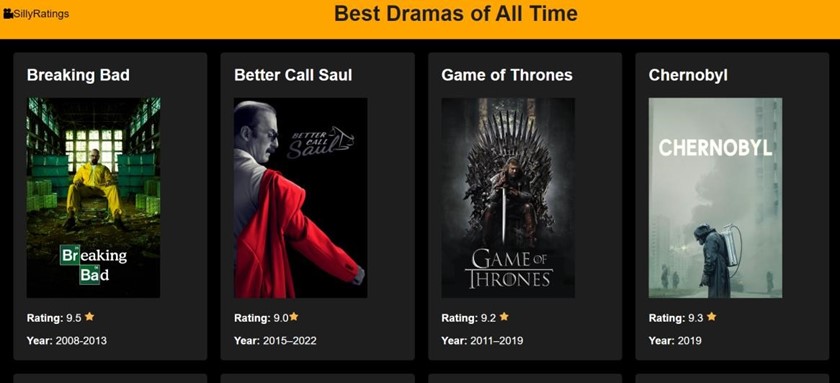 SillyRatings
Best Dramas of All Time
Breaking Bad
Breaking
Bad
Rating: 9.5
Year: 2008-2013
Better Call Saul
BETTER
CALL
Saul
Rating: 9.0
Year: 2015–2022
Game of Thrones
GAME OF
THRONES
Rating: 9.2
Year: 2011–2019
Chernobyl
CHERNOBYL
Rating: 9.3
Year: 2019